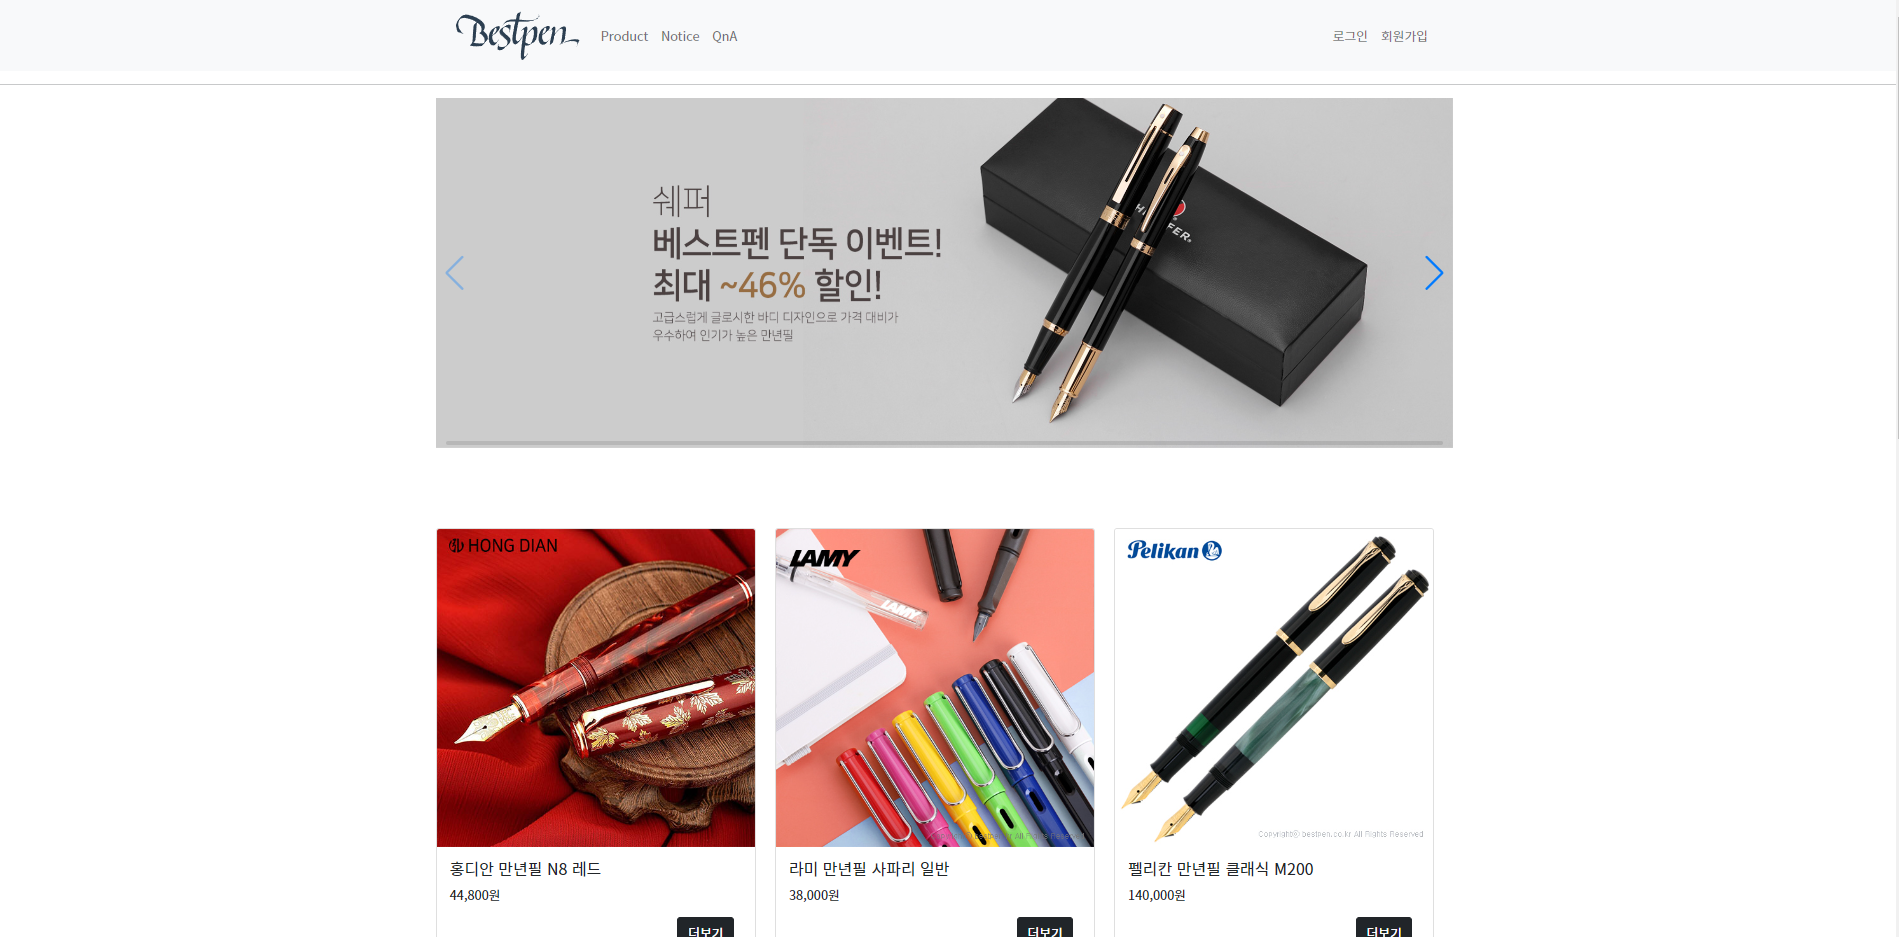 Bestpen
Product Notice QnA
로그인 회원가입
쉐퍼
베스트펜 단독 이벤트!
최대 ~46% 할인!
고급스럽게 글로시한 바디 디자인으로 가격 대비가
우수하여 인기가 높은 만년필
HONG DIAN
LAMY
LAMY
Pelikan
Copyrightⓒ bestpen.co.kr All Rights Reserved
홍디안 만년필 N8 레드
44,800원
더보기
라미 만년필 사파리 일반
38,000원
더보기
펠리칸 만년필 클래식 M200
140,000원
더보기